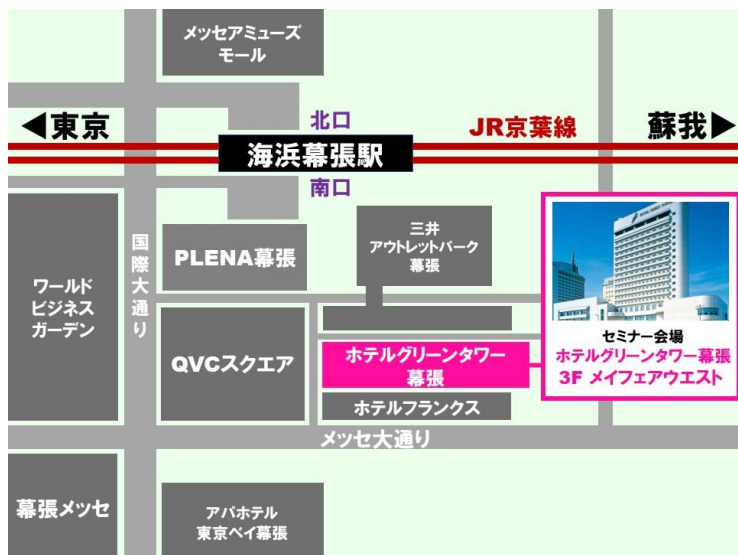 メッセアミューズ
モール
北口
JR京葉線
◀東京
蘇我▶
海浜幕張駅
南口
国際大通り
ワールド
ビジネス
ガーデン
PLENA幕張
三井
アウトレットパーク
幕張
QVCスクエア
ホテルグリーンタワー
幕張
ホテルフランクス
セミナー会場
ホテルグリーンタワー幕張
3F メイフェアウエスト
メッセ大通り
幕張メッセ
アパホテル
東京ベイ幕張